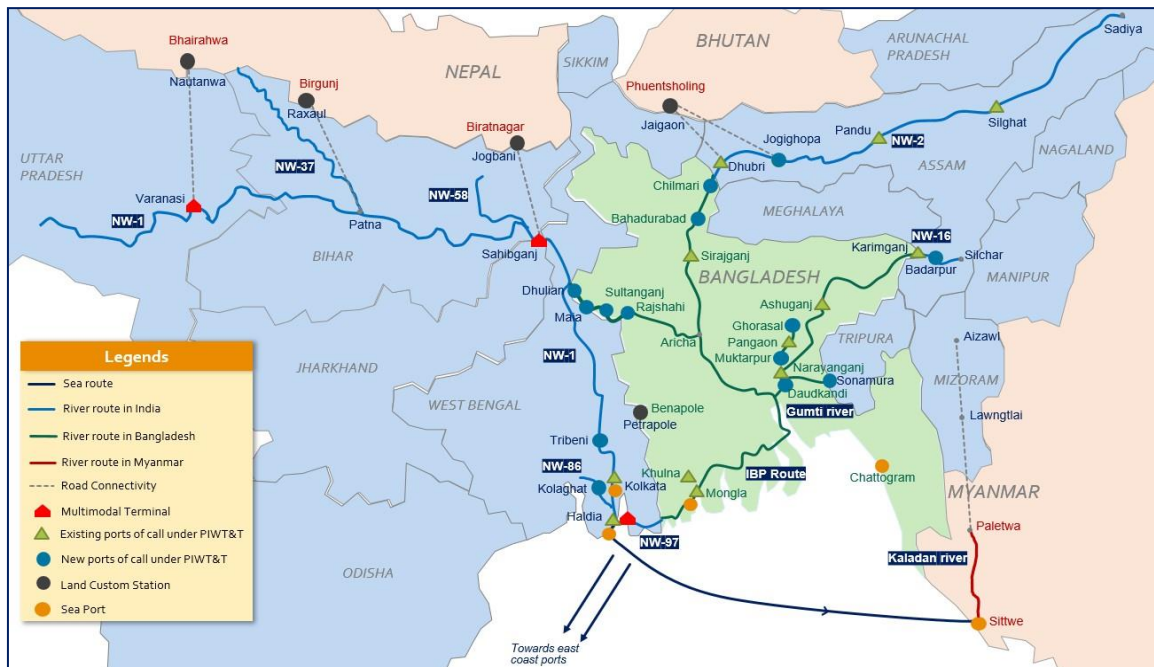 Bhairahwa
Nautanwa
NEPAL
Birgunj
Raxaul
Biratnagar
Jogbani
SIKKIM
BHUTAN
Phuentsholing
Jaigaon
ARUNACHAL
PRADESH
Sadiya
Silghat
Pandu
NW-2
Jogighopa
Dhubri
ASSAM
NAGALAND
UTTAR
PRADESH
NW-37
Varanasi
NW-1
Patna
NW-58
BIHAR
Sahibganj
Chilmari
MEGHALAYA
Bahadurabad
Karimganj
NW-16
Silchar
Badarpur
MANIPUR
Sirajganj
BANGLADESH
Dhulian
Sultanganj
Maia
Rajshahi
Ashuganj
Ghorasal
Pangaon
Muktarpur
Aricha
TRIPURA
Aizawl
NW-1
Narayanganj
Sonamura
Daudkandi
MIZORAM
Gumti river
Lawngtlai
JHARKHAND
WEST BENGAL
Benapole
Petrapole
Tribeni
NW-86
Kolaghat
Kolkata
Khulna
Mongla
IBP Route
Chattogram
MYANMAR
Haldia
NW-97
Paletwa
Kaladan river
ODISHA
Sittwe
Towards east
coast ports
Legends
Sea route
River route in India
River route in Bangladesh
River route in Myanmar
Road Connectivity
Multimodal Terminal
Existing ports of call under PIWT&T
New ports of call under PIWT&T
Land Custom Station
Sea Port